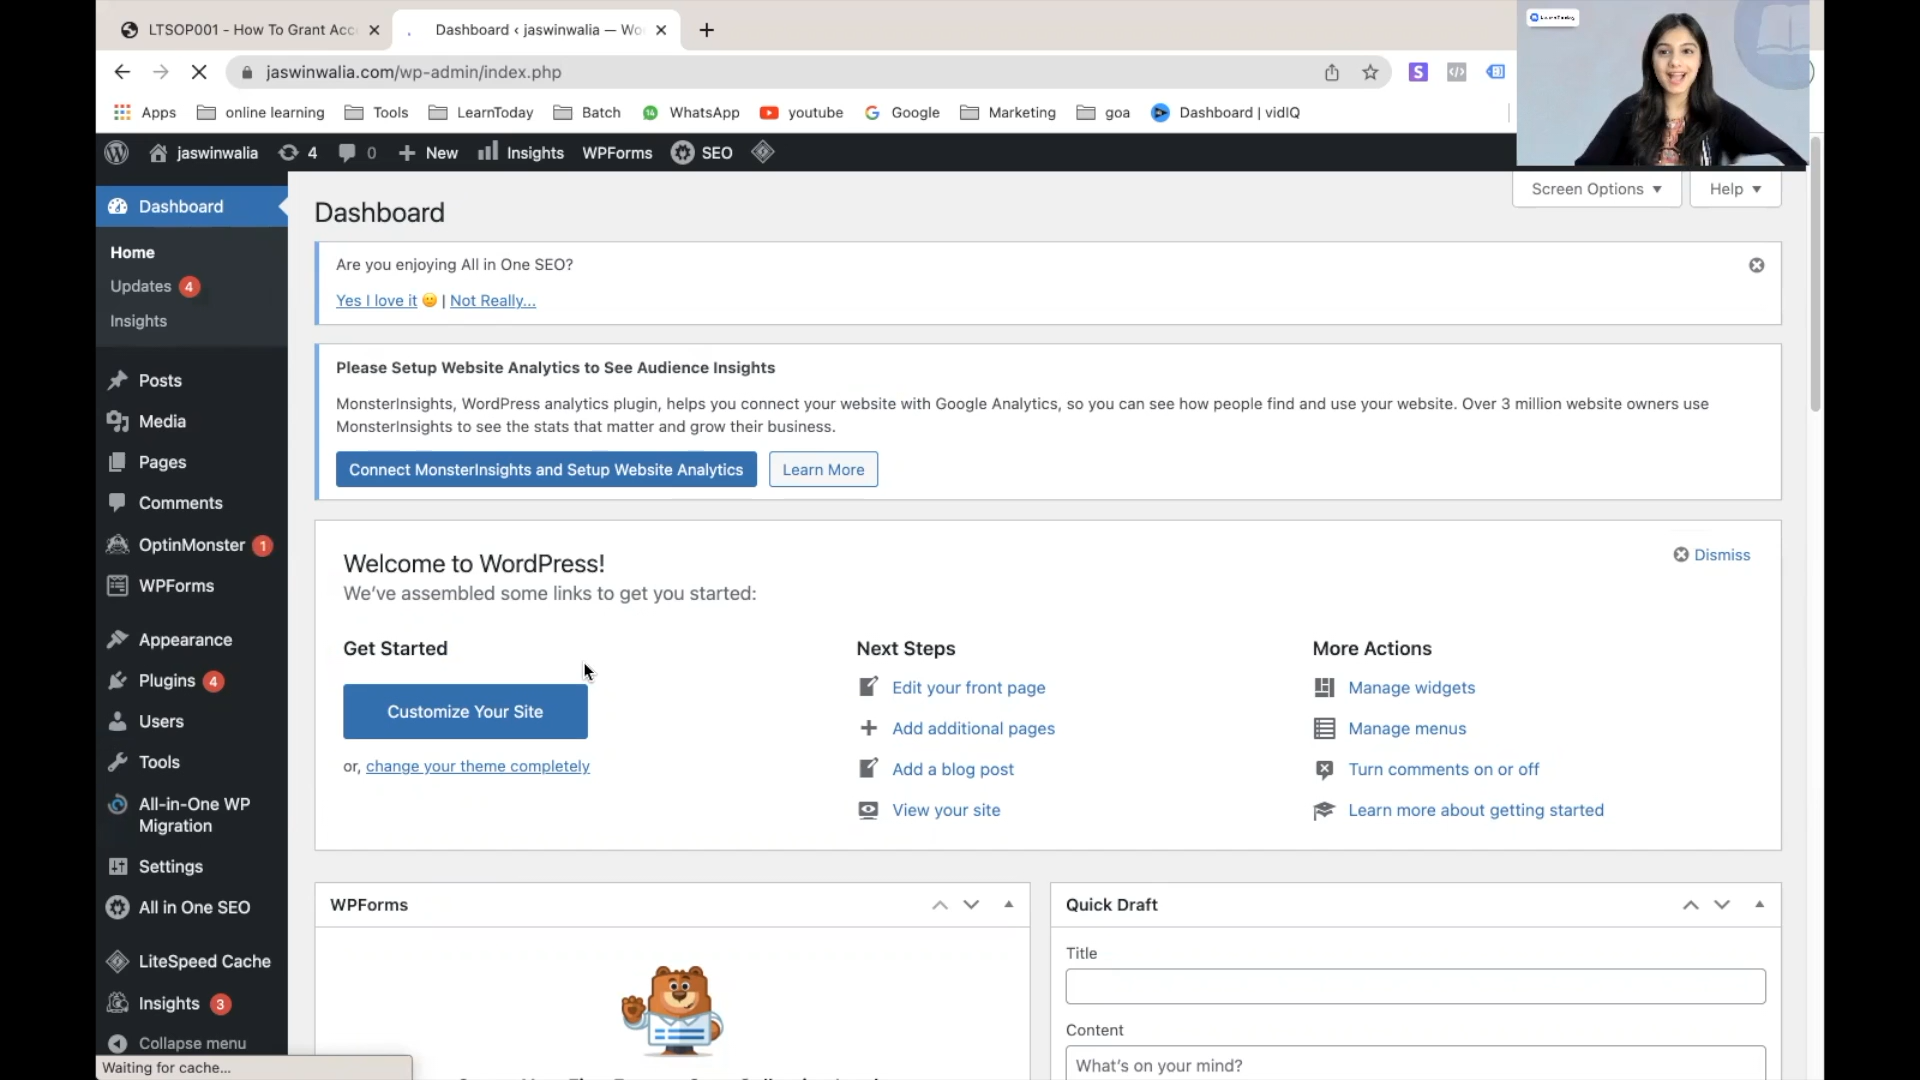 LTSOP001 - How To Grant Acc
Dashboard ‹ jaswinwalia — Wo
jaswinwalia.com/wp-admin/index.php
Apps
online learning
Tools
LearnToday
Batch
WhatsApp
youtube
Google
Marketing
goa
Dashboard | vidIQ
jaswinwalia
4
0
New
Insights
WPForms
SEO
Screen Options
Help
Dashboard
Home
Updates 4
Insights
Posts
Media
Pages
Comments
OptinMonster 1
WPForms
Appearance
Plugins 4
Users
Tools
All-in-One WP
Migration
Settings
All in One SEO
LiteSpeed Cache
Insights 3
Collapse menu
Waiting for cache...
Dashboard
Are you enjoying All in One SEO?
Yes I love it 🙂 | Not Really...
Please Setup Website Analytics to See Audience Insights
MonsterInsights, WordPress analytics plugin, helps you connect your website with Google Analytics, so you can see how people find and use your website. Over 3 million website owners use
MonsterInsights to see the stats that matter and grow their business.
Connect MonsterInsights and Setup Website Analytics
Learn More
Welcome to WordPress!
Dismiss
We've assembled some links to get you started:
Get Started
Customize Your Site
or, change your theme completely
Next Steps
Edit your front page
Add additional pages
Add a blog post
View your site
More Actions
Manage widgets
Manage menus
Turn comments on or off
Learn more about getting started
WPForms
Quick Draft
Title
Content
What's on your mind?